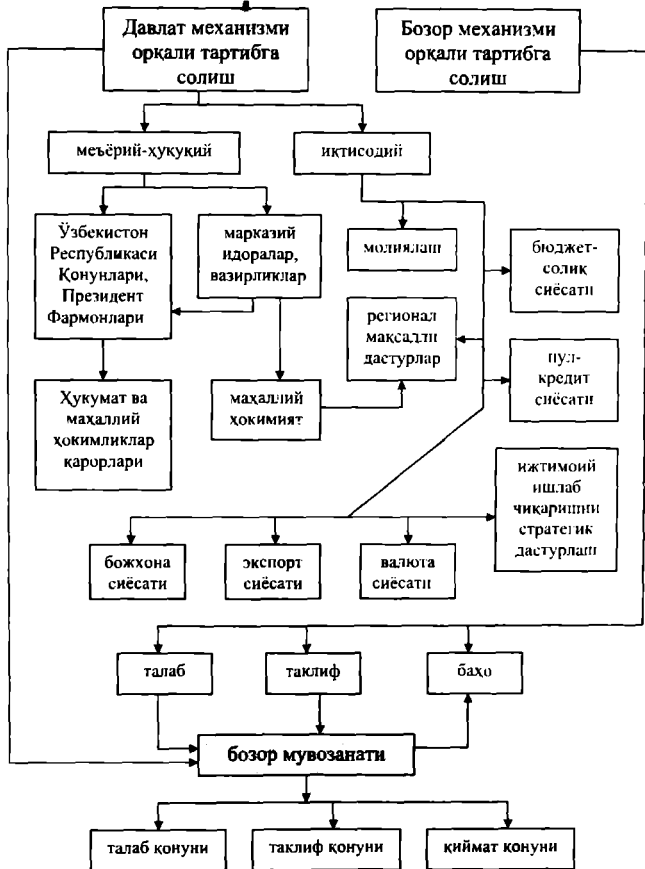 Давлат механизми
орқали тартибга
солиш
Бозор механизми
орқали тартибга
солиш
меъёрий-ҳуқуқий
иқтисодий
Ўзбекистон
Республикаси
Қонунлари,
Президент
Фармонлари
марказий
идоралар,
вазирликлар
молиялаш
бюджет-
солиқ
сиёсати
регионал
мақсадли
дастурлар
пул-
кредит
сиёсати
Ҳукумат ва
маҳаллий
ҳокимликлар
қарорлари
маҳаллий
ҳокимият
ижтимоий
ишлаб
чиқаришни
стратегик
дастурлаш
божхона
сиёсати
экспорт
сиёсати
валюта
сиёсати
талаб
таклиф
баҳо
бозор мувозанати
талаб қонуни
таклиф қонуни
қиймат қонуни